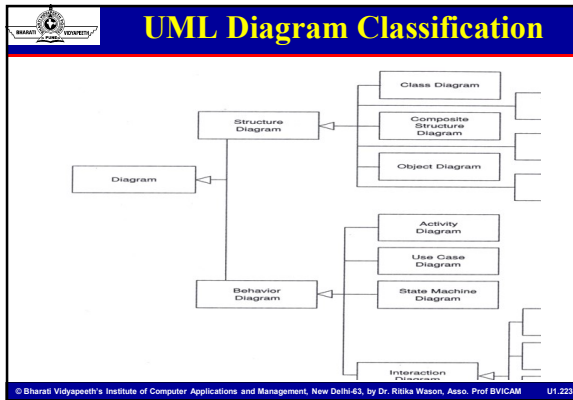 BHARATI
VIDYAPEETH
PUNE
UML Diagram Classification
Class Diagram
Structure
Diagram
Composite
Structure
Diagram
Object Diagram
Diagram
Activity
Diagram
Use Case
Diagram
Behavior
Diagram
State Machine
Diagram
Interaction
Diagram
© Bharati Vidyapeeth's Institute of Computer Applications and Management, New Delhi-63, by Dr. Ritika Wason, Asso. Prof BVICAM U1.223